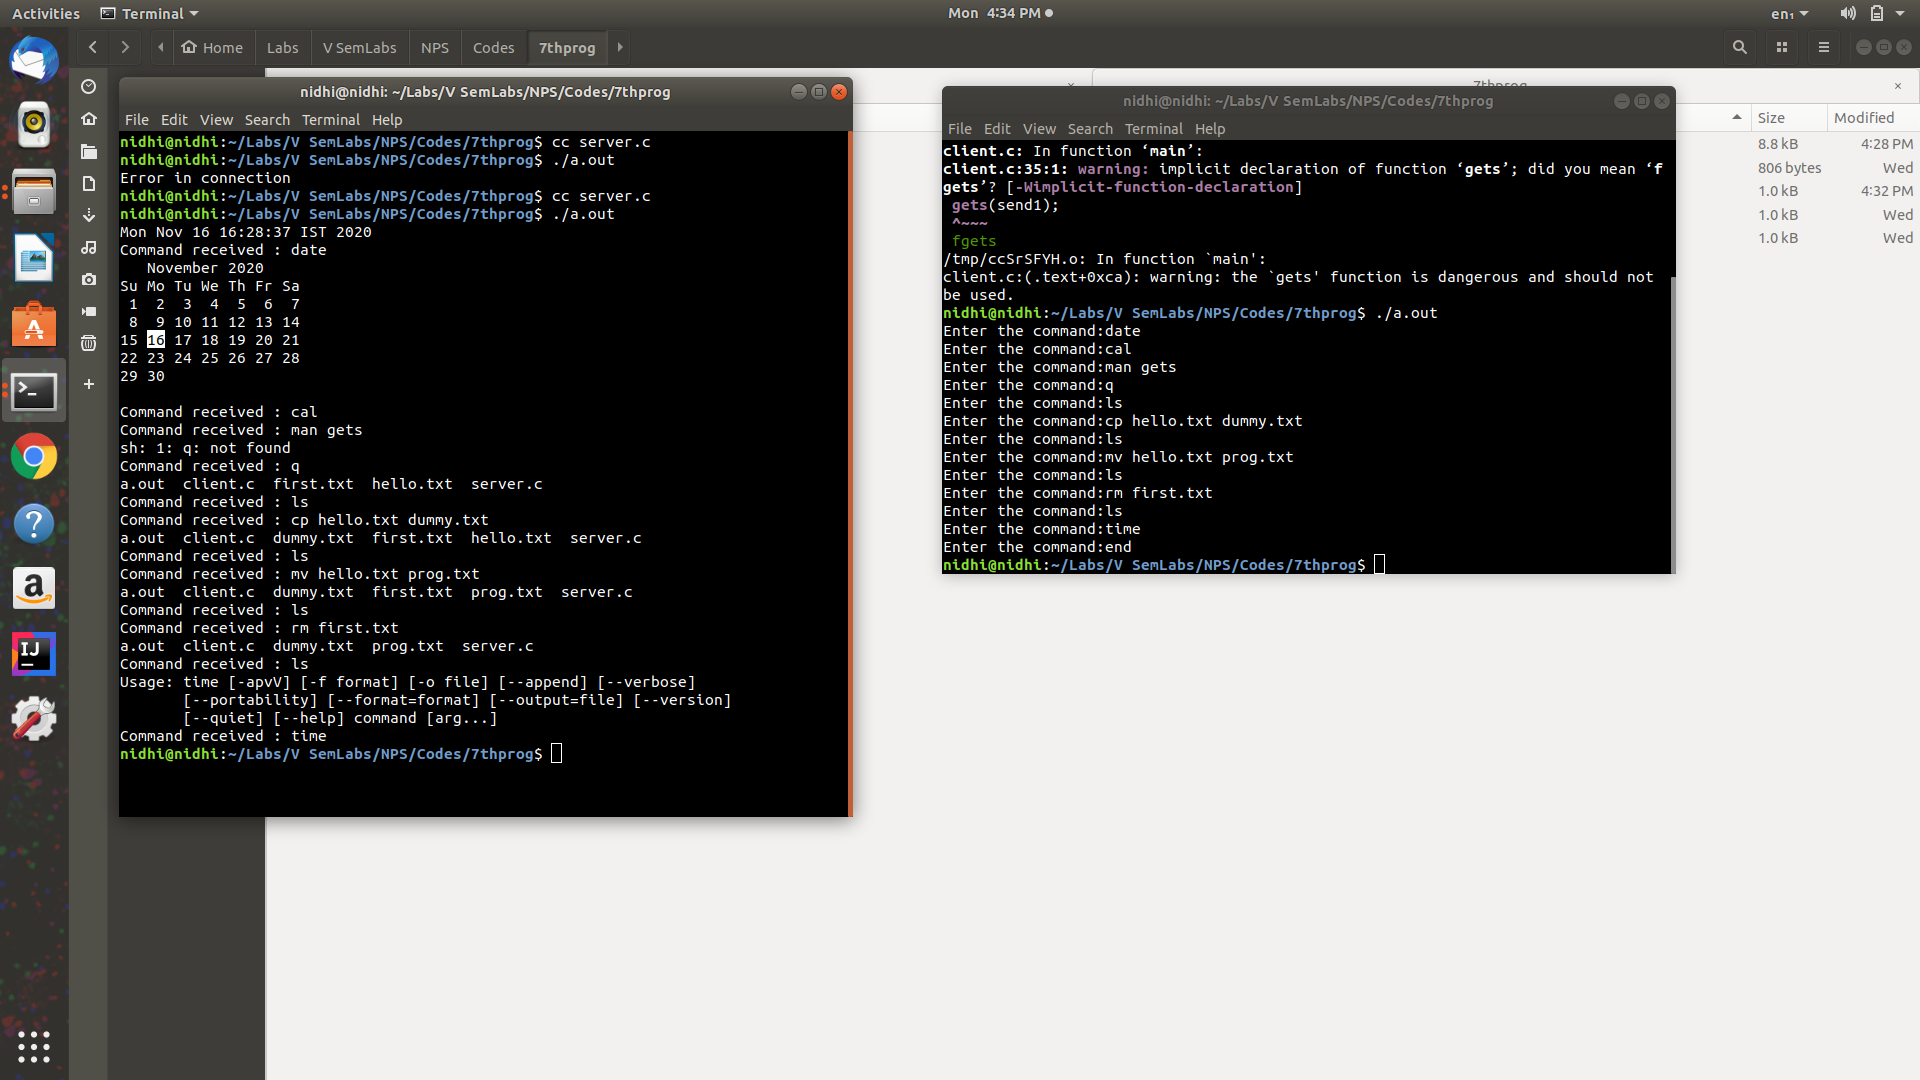 Activities Terminal Mon 4:34 PM en₁
Home Labs V SemLabs NPS Codes 7thprog
nidhi@nidhi: ~/Labs/V SemLabs/NPS/Codes/7thprog
File Edit View Search Terminal Help
nidhi@nidhi:~/Labs/V SemLabs/NPS/Codes/7thprog$ cc server.c
nidhi@nidhi:~/Labs/V SemLabs/NPS/Codes/7thprog$ ./a.out
Error in connection
nidhi@nidhi:~/Labs/V SemLabs/NPS/Codes/7thprog$ cc server.c
nidhi@nidhi:~/Labs/V SemLabs/NPS/Codes/7thprog$ ./a.out
Mon Nov 16 16:28:37 IST 2020
Command received : date
   November 2020
Su Mo Tu We Th Fr Sa
 1  2  3  4  5  6  7
 8  9 10 11 12 13 14
15 16 17 18 19 20 21
22 23 24 25 26 27 28
29 30
Command received : cal
Command received : man gets
sh: 1: q: not found
Command received : q
a.out  client.c  first.txt  hello.txt  server.c
Command received : ls
Command received : cp hello.txt dummy.txt
a.out  client.c  dummy.txt  first.txt  hello.txt  server.c
Command received : ls
Command received : mv hello.txt prog.txt
a.out  client.c  dummy.txt  first.txt  prog.txt  server.c
Command received : ls
Command received : rm first.txt
a.out  client.c  dummy.txt  prog.txt  server.c
Command received : ls
Usage: time [-apvV] [-f format] [-o file] [--append] [--verbose]
       [--portability] [--format=format] [--output=file] [--version]
       [--quiet] [--help] command [arg...]
Command received : time
nidhi@nidhi:~/Labs/V SemLabs/NPS/Codes/7thprog$
7thprog
nidhi@nidhi: ~/Labs/V SemLabs/NPS/Codes/7thprog
File Edit View Search Terminal Help
client.c: In function ‘main’:
client.c:35:1: warning: implicit declaration of function ‘gets’; did you mean ‘f
gets’? [-Wimplicit-function-declaration]
 gets(send1);
 ^~~~
 fgets
/tmp/ccSrSFYH.o: In function `main':
client.c:(.text+0xca): warning: the `gets' function is dangerous and should not
be used.
nidhi@nidhi:~/Labs/V SemLabs/NPS/Codes/7thprog$ ./a.out
Enter the command:date
Enter the command:cal
Enter the command:man gets
Enter the command:q
Enter the command:ls
Enter the command:cp hello.txt dummy.txt
Enter the command:ls
Enter the command:mv hello.txt prog.txt
Enter the command:ls
Enter the command:rm first.txt
Enter the command:ls
Enter the command:time
Enter the command:end
nidhi@nidhi:~/Labs/V SemLabs/NPS/Codes/7thprog$
Size Modified
8.8 kB 4:28 PM
806 bytes Wed
1.0 kB 4:32 PM
1.0 kB Wed
1.0 kB Wed
IJ